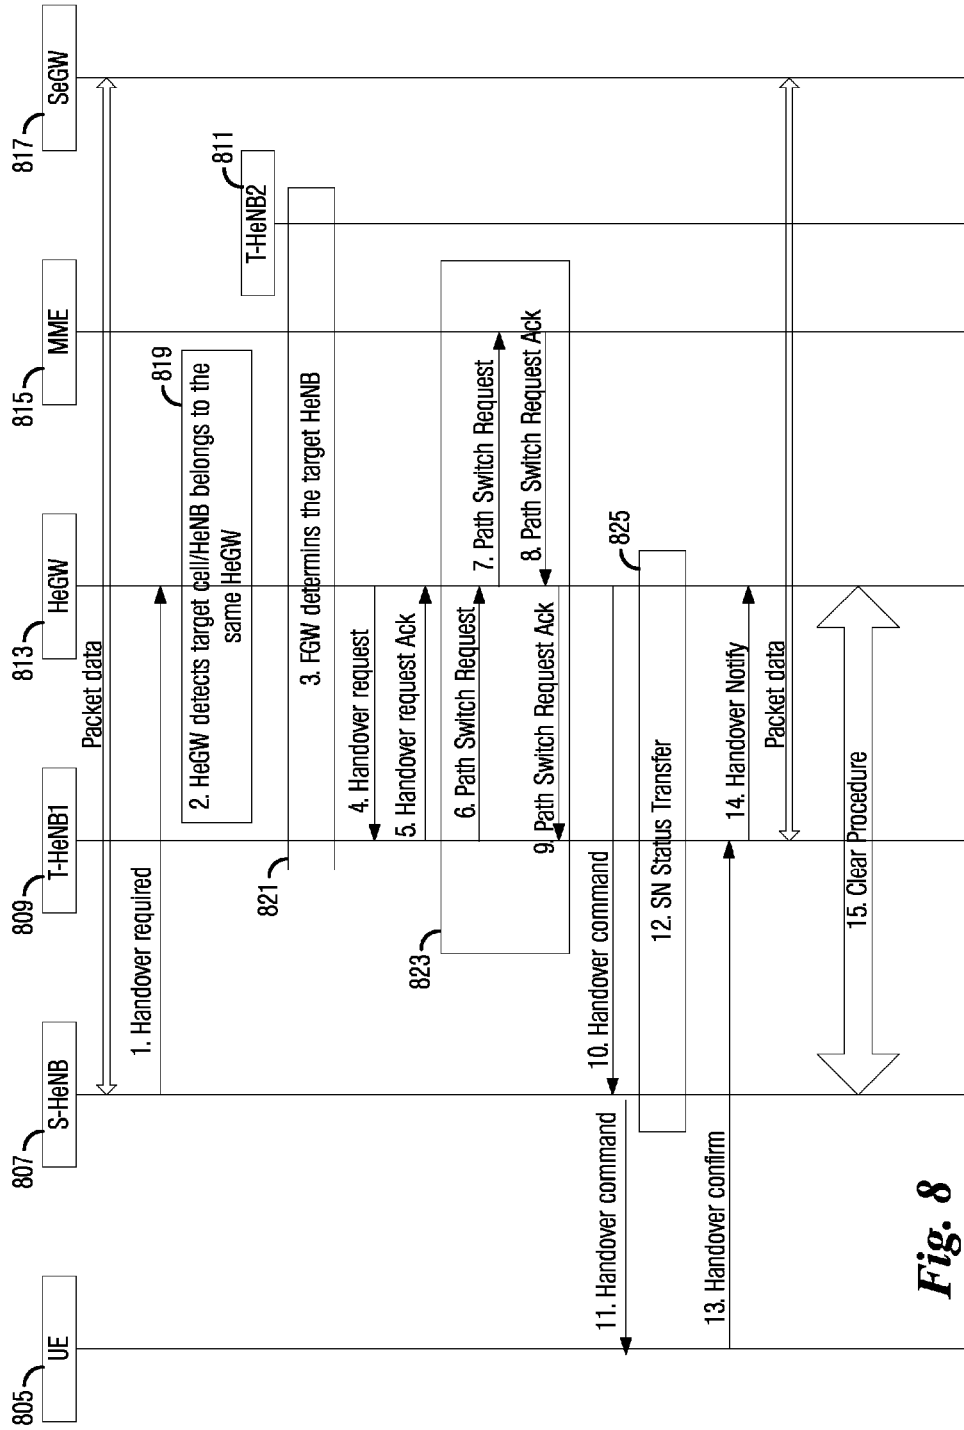 805
UE
807
S-HeNB
809
T-HeNB1
813
HeGW
815
MME
817
SeGW
Packet data
1. Handover required
819
2. HeGW detects target cell/HeNB belongs to the
same HeGW
811
T-HeNB2
821
3. FGW determins the target HeNB
4. Handover request
5. Handover request Ack
823
6. Path Switch Request
7. Path Switch Request
8. Path Switch Request Ack
9. Path Switch Request Ack
10. Handover command
11. Handover command
825
12. SN Status Transfer
13. Handover confirm
14. Handover Notify
Packet data
15. Clear Procedure
Fig. 8